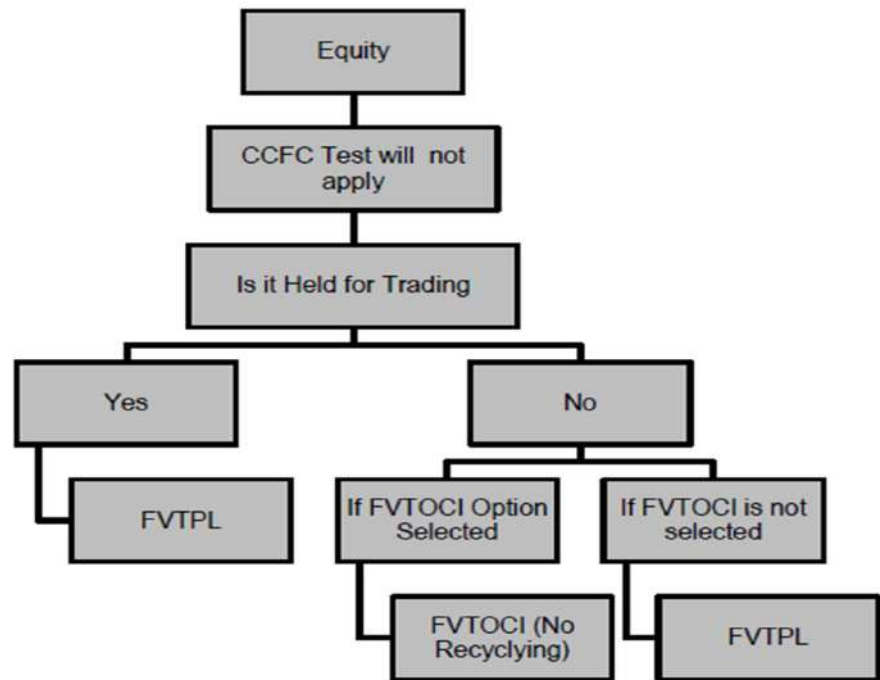 Equity
CCFC Test will not
apply
Is it Held for Trading
Yes
No
FVTPL
If FVTOCI Option
Selected
If FVTOCI is not
selected
FVTOCI (No
Recyclying)
FVTPL